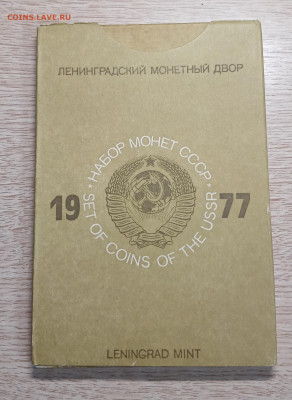 COINS.LAVE.RU
ЛЕНИНГРАДСКИЙ МОНЕТНЫЙ ДВОР
• НАБОР МОНЕТ СССР •
19 77
SET OF COINS OF THE USSR
LENINGRAD MINT